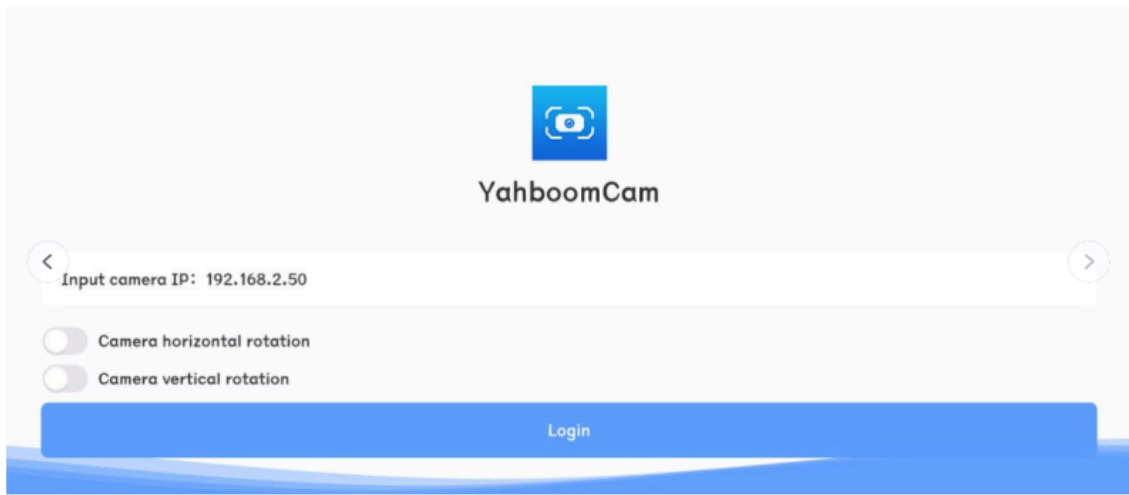 YahboomCam
Input camera IP: 192.168.2.50
Camera horizontal rotation
Camera vertical rotation
Login